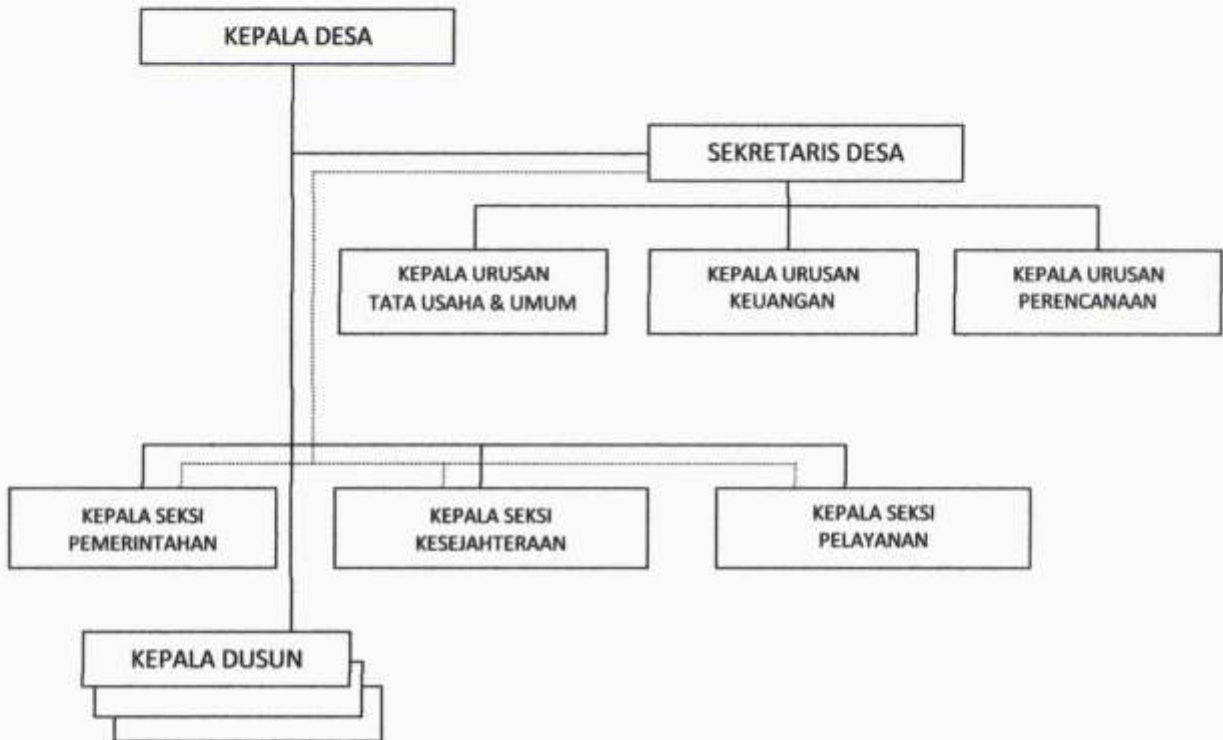 KEPALA DESA
SEKRETARIS DESA
KEPALA URUSAN
TATA USAHA & UMUM
KEPALA URUSAN
KEUANGAN
KEPALA URUSAN
PERENCANAAN
KEPALA SEKSI
PEMERINTAHAN
KEPALA SEKSI
KESEJAHTERAAN
KEPALA SEKSI
PELAYANAN
KEPALA DUSUN